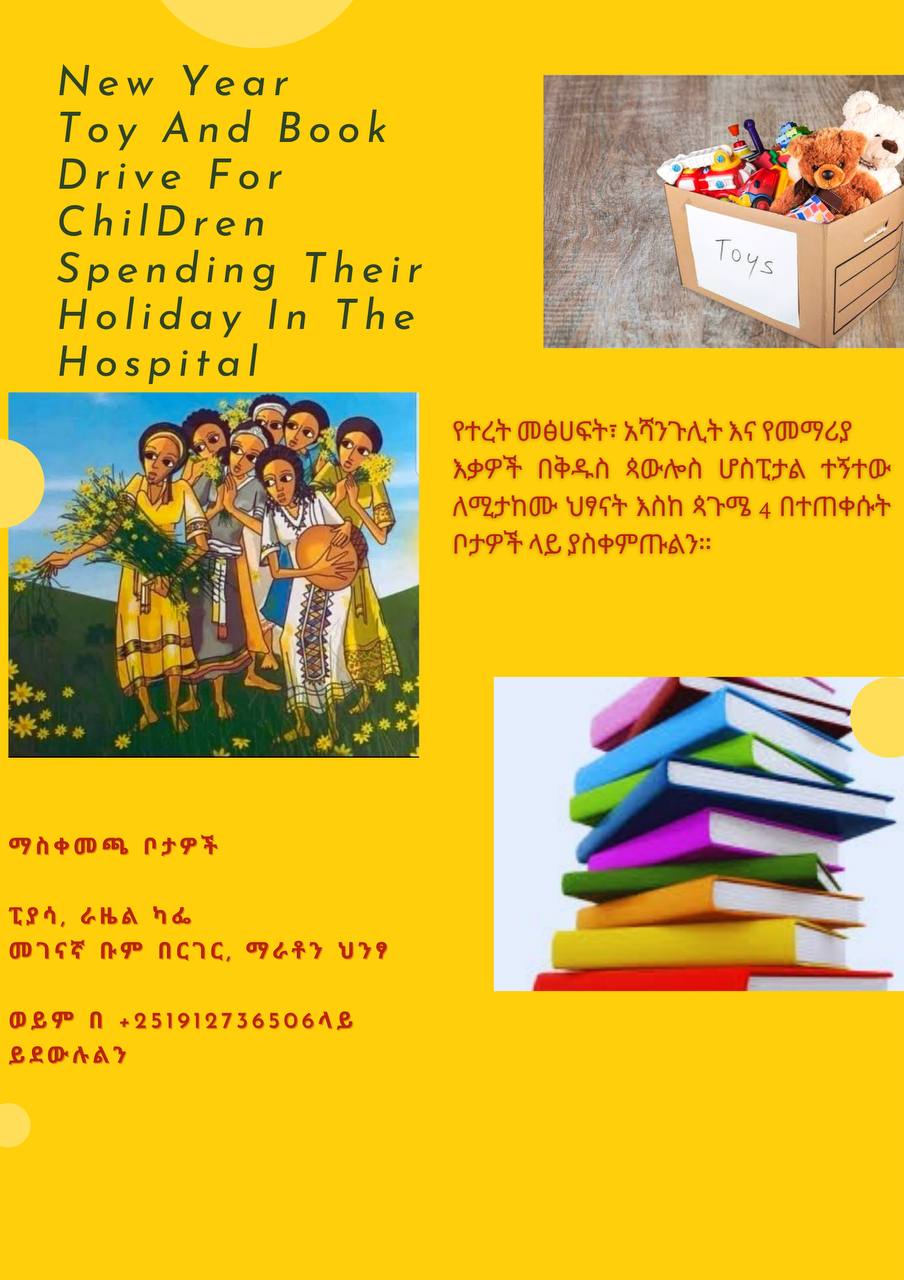 New Year
Toy And Book
Drive For
ChilDren
Spending Their
Holiday In The
Hospital
Toys
የተረት መፅሀፍት፣ አሻንጉሊት እና የመማሪያ
እቃዎች በቅዱስ ጳውሎስ ሆስፒታል ተኝተው
ለሚታከሙ ህፃናት እስከ ጳጉሜ 4 በተጠቀሱት
ቦታዎች ላይ ያስቀምጡልን።
ማስቀመጫ ቦታዎች
ፒያሳ, ራዜል ካፌ
መገናኛ ቡም በርገር, ማራቶን ህንፃ
ወይም በ +251912736506ላይ
ይደውሉልን